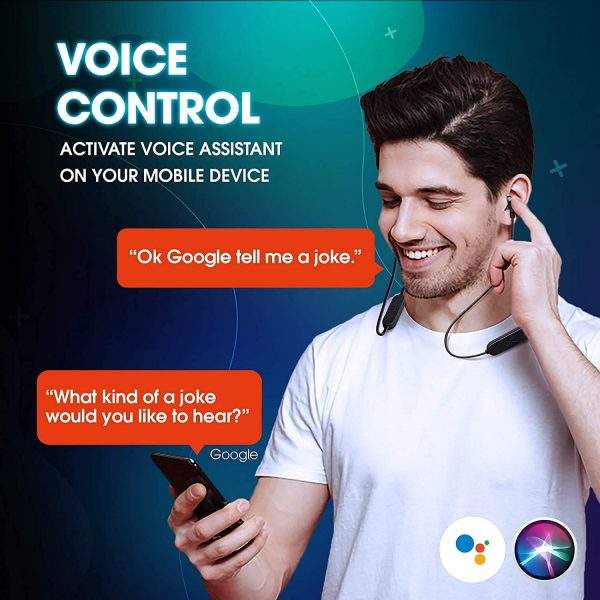 VOICE
CONTROL
ACTIVATE VOICE ASSISTANT
ON YOUR MOBILE DEVICE
“Ok Google tell me a joke.”
“What kind of a joke
would you like to hear?”
Google